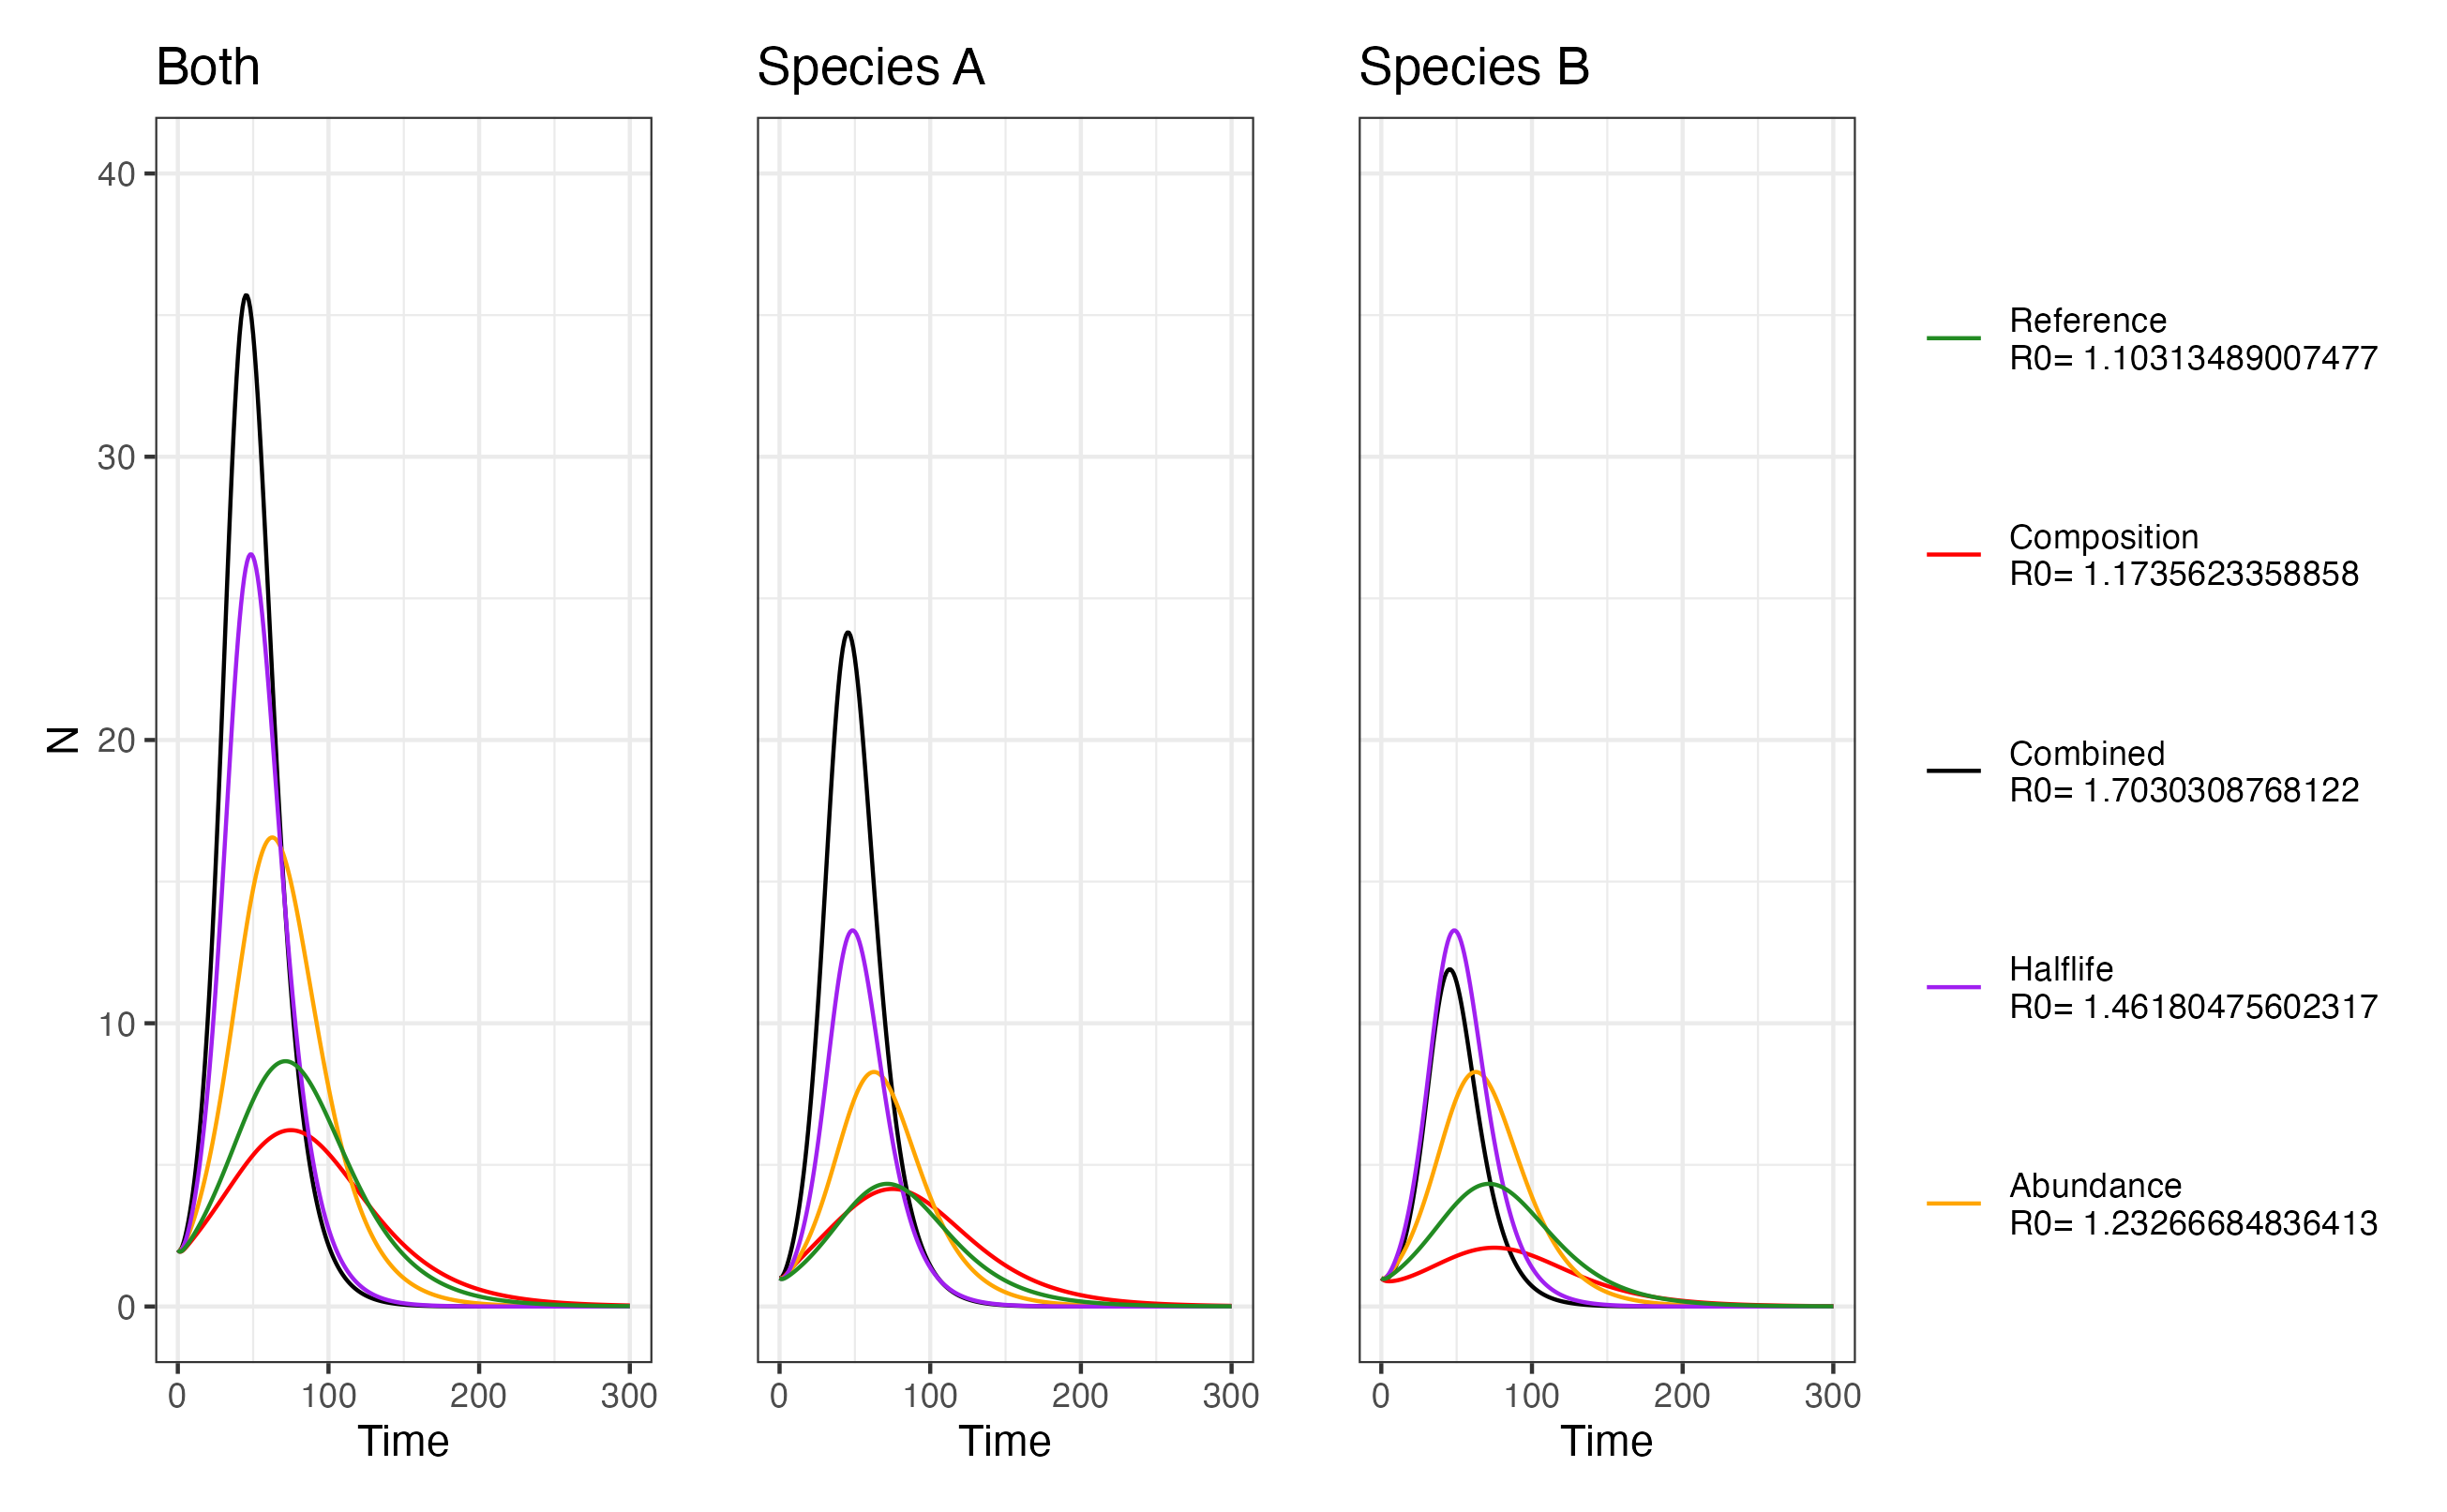 Both
Species A
Species B
40
30
20
10
0
N
0 100 200 300
0 100 200 300
0 100 200 300
Time
Time
Time
Reference
R0= 1.10313489007477
Composition
R0= 1.1735623358858
Combined
R0= 1.7030308768122
Halflife
R0= 1.46180475602317
Abundance
R0= 1.23266684836413